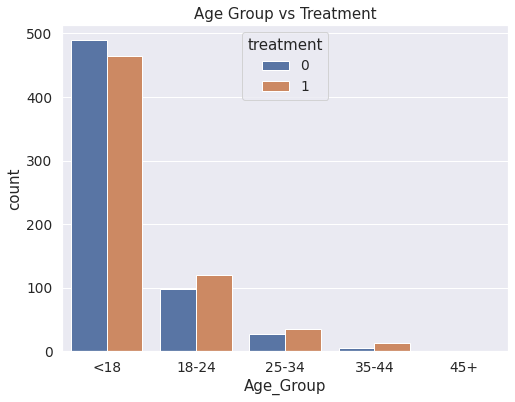 Age Group vs Treatment
treatment
0
1
500
400
300
200
100
0
count
<18 18-24 25-34 35-44 45+
Age_Group